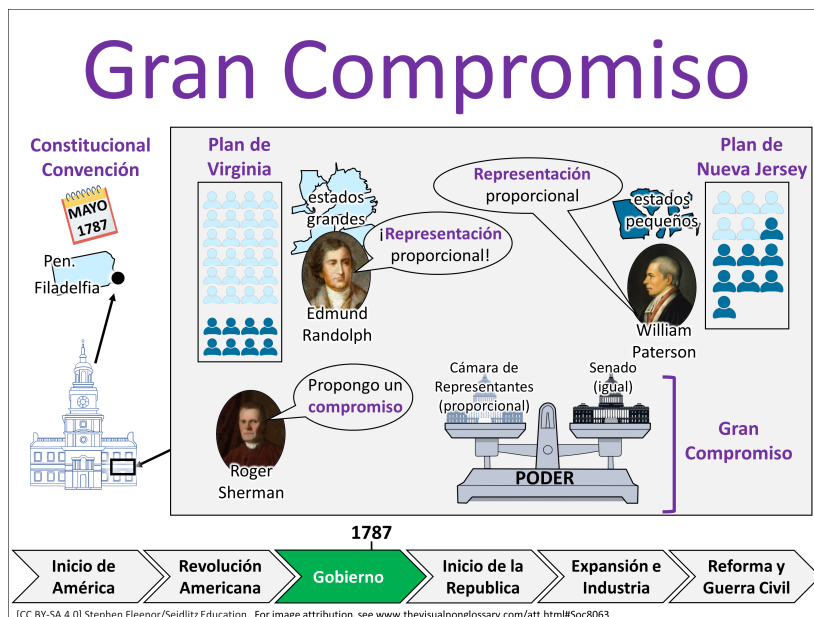 Gran Compromiso
Constitucional
Convención
MAYO
1787
Pen.
Filadelfia
Plan de
Virginia
estados
grandes
¡Representación
proporcional!
Edmund
Randolph
Representación
proporcional
estados
pequeños
William
Paterson
Plan de
Nueva Jersey
Propongo un
compromiso
Roger
Sherman
Cámara de
Representantes
(proporcional)
Senado
(igual)
PODER
Gran
Compromiso
1787
Inicio de
América
Revolución
Americana
Gobierno
Inicio de la
Republica
Expansión e
Industria
Reforma y
Guerra Civil
[CC BY-SA 4.0] Stephen Fleenor/Seidlitz Education. For image attribution, see www.thevisualnonglossary.com/att.html#Soc8063